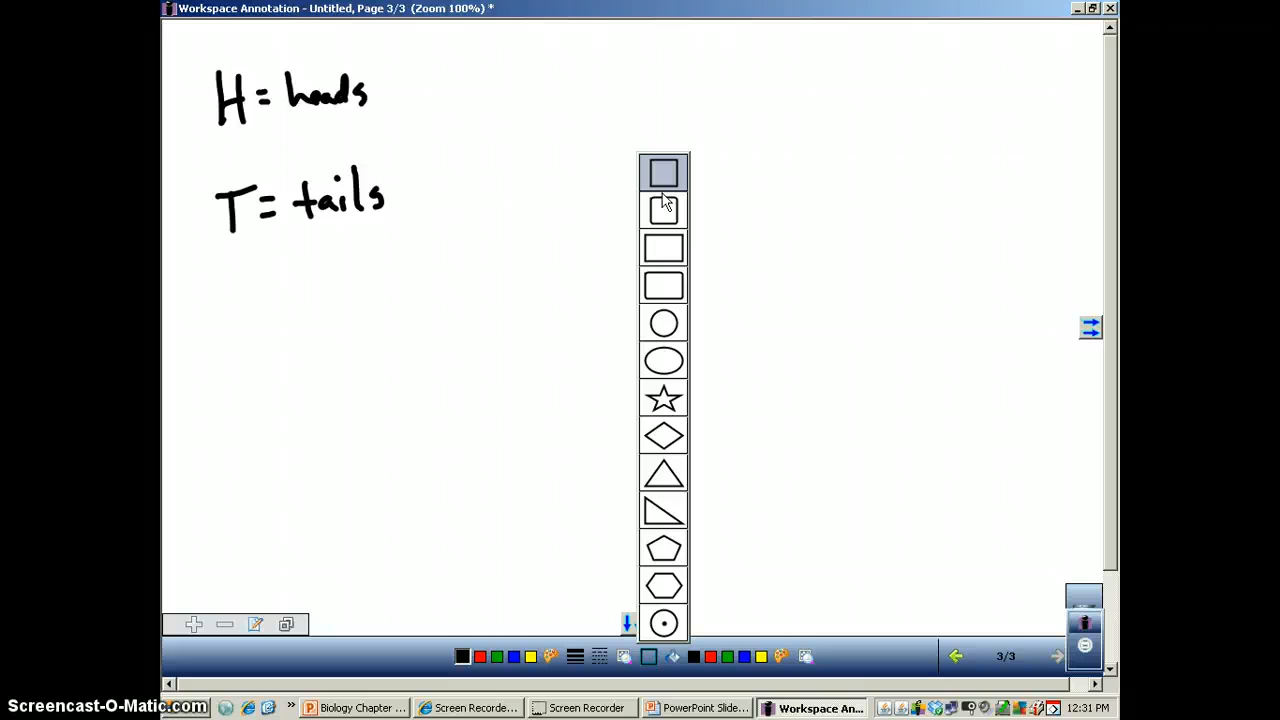 Workspace Annotation - Untitled, Page 3/3 (Zoom 100%) *
H = heads
T = tails
3/3
Screencast-O-Matic.com
»
Biology Chapter ...
Screen Recorde...
Screen Recorder
PowerPoint Slide...
Workspace An...
12:31 PM